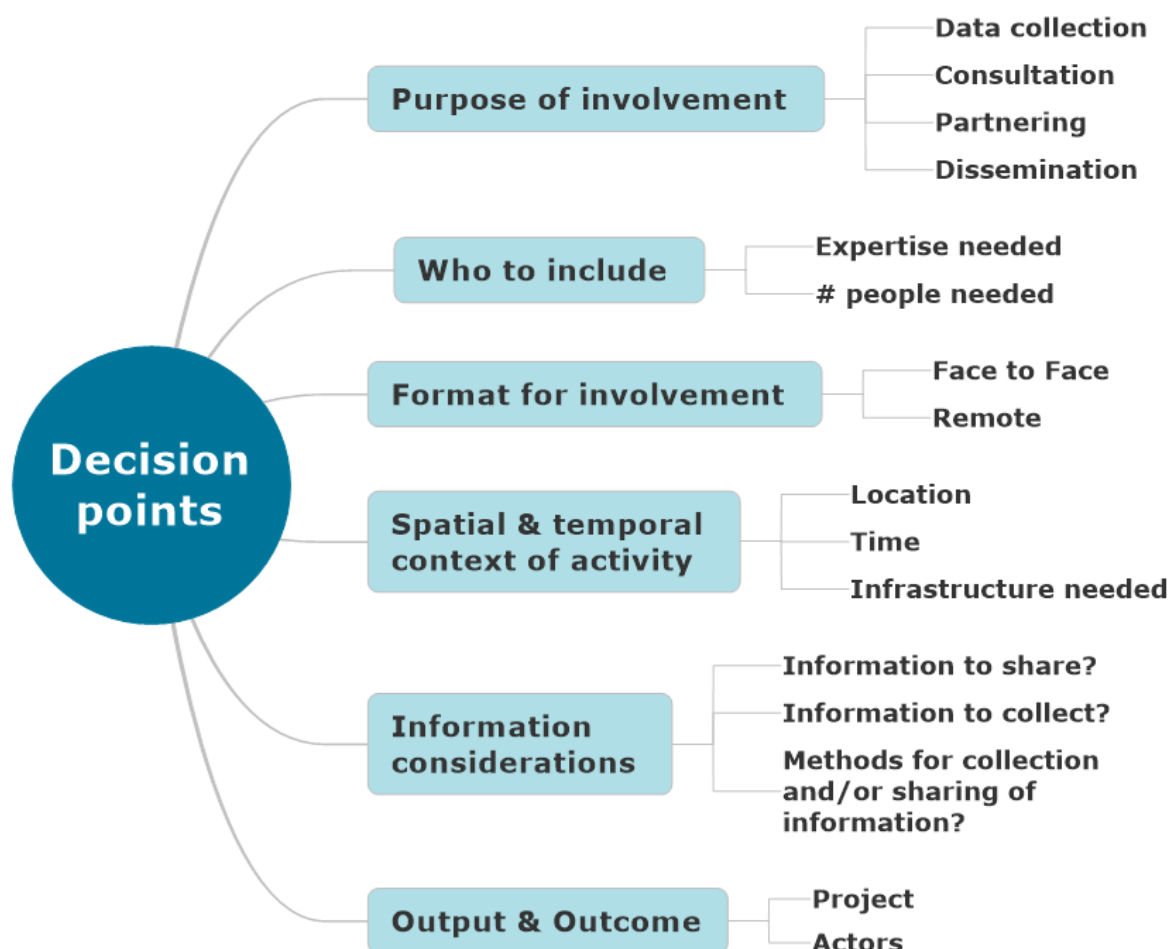 Decision
points
Purpose of involvement
Data collection
Consultation
Partnering
Dissemination
Who to include
Expertise needed
# people needed
Format for involvement
Face to Face
Remote
Spatial & temporal
context of activity
Location
Time
Infrastructure needed
Information
considerations
Information to share?
Information to collect?
Methods for collection
and/or sharing of
information?
Output & Outcome
Project
Actors